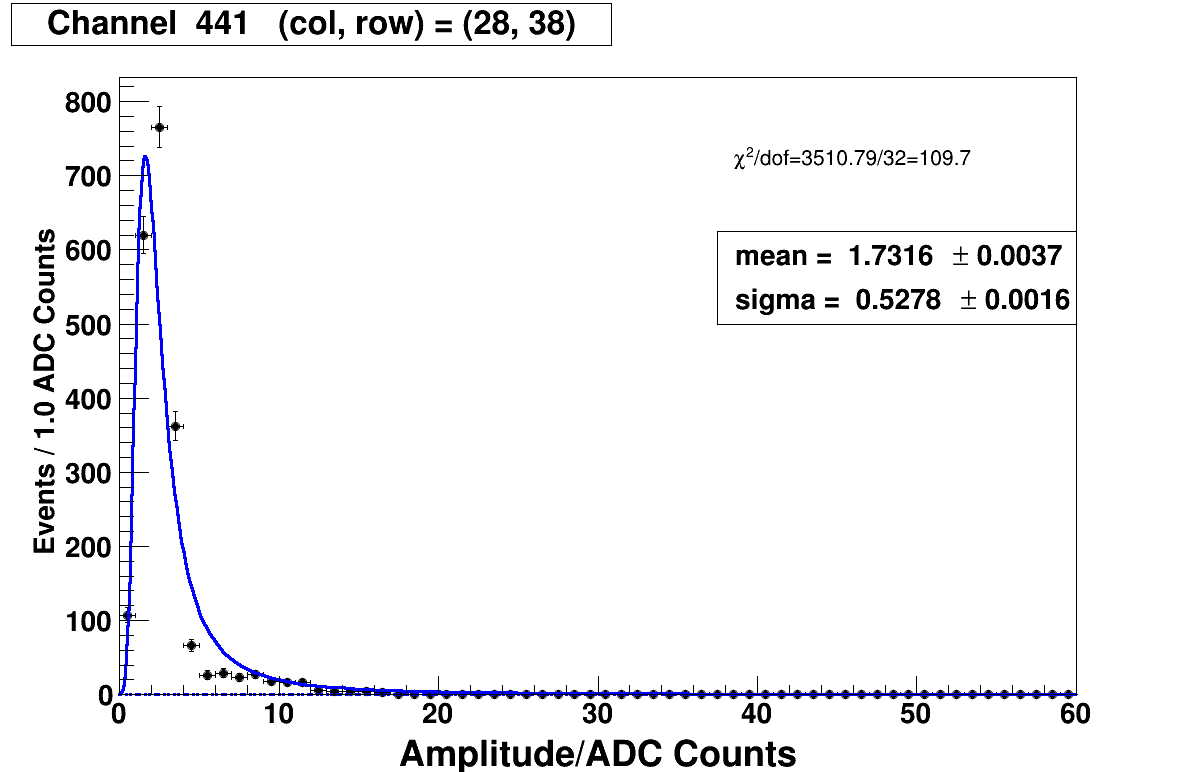 Channel 441 (col, row) = (28, 38)
χ²/dof=3510.79/32=109.7
mean = 1.7316 ± 0.0037
sigma = 0.5278 ± 0.0016
Events / 1.0 ADC Counts
800
700
600
500
400
300
200
100
0
0 10 20 30 40 50 60
Amplitude/ADC Counts